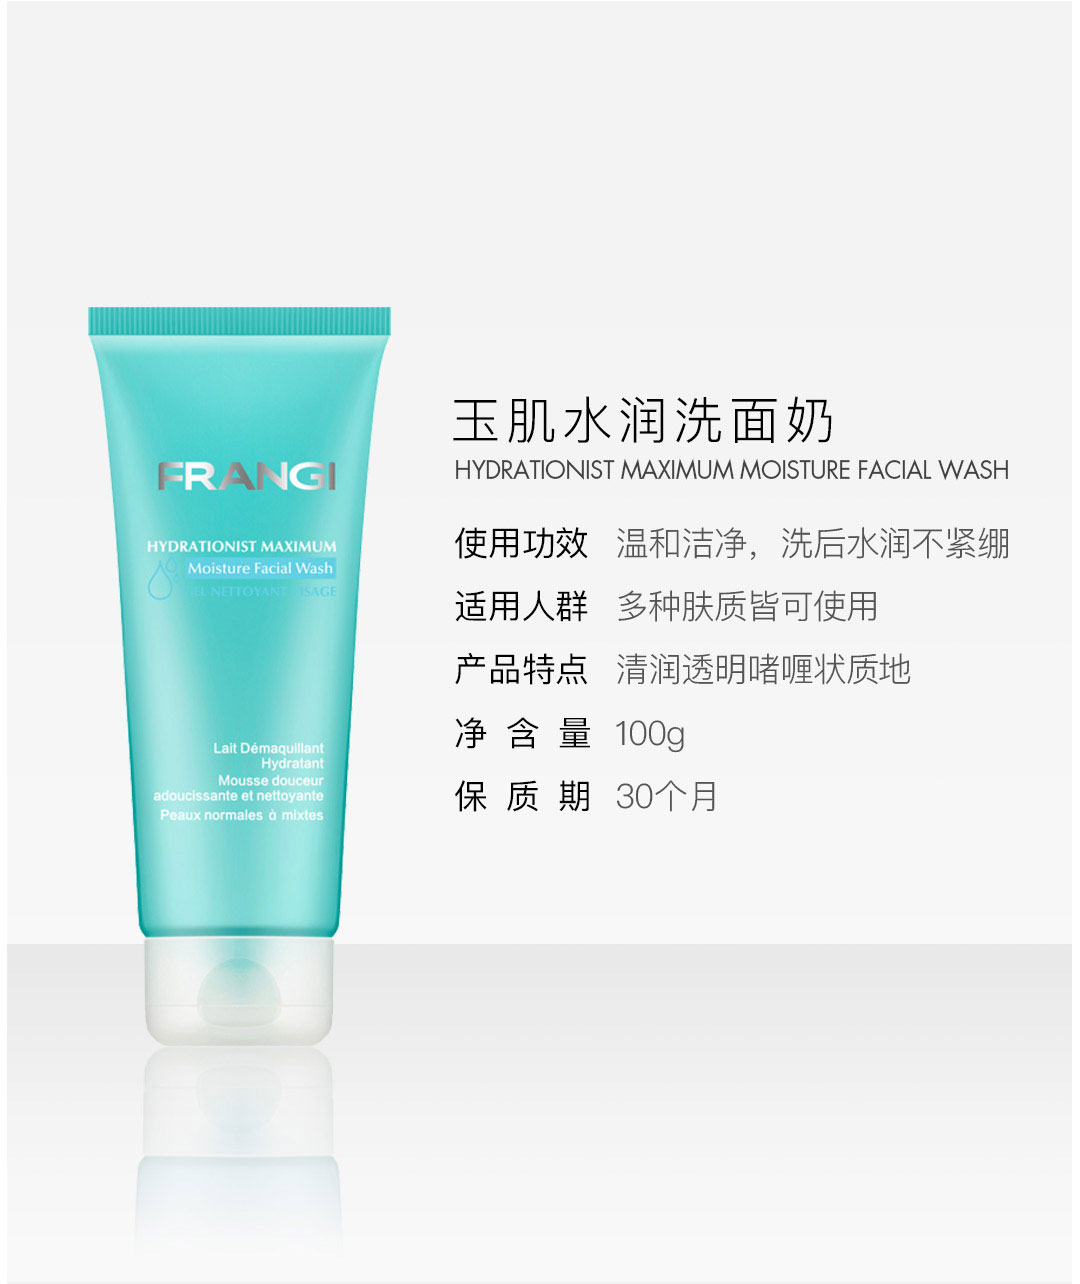 玉肌水润洗面奶
HYDRATIONIST MAXIMUM MOISTURE FACIAL WASH
使用功效 温和洁净，洗后水润不紧绷
适用人群 多种肤质皆可使用
产品特点 清润透明啫喱状质地
净含量 100g
保质期 30个月
FRANGI
HYDRATIONIST MAXIMUM
Moisture Facial Wash
GEL NETTOYANT VISAGE
Lait Démaquillant
Hydratant
Mousse douceur
adoucissante et nettoyante
Peaux normales à mixtes